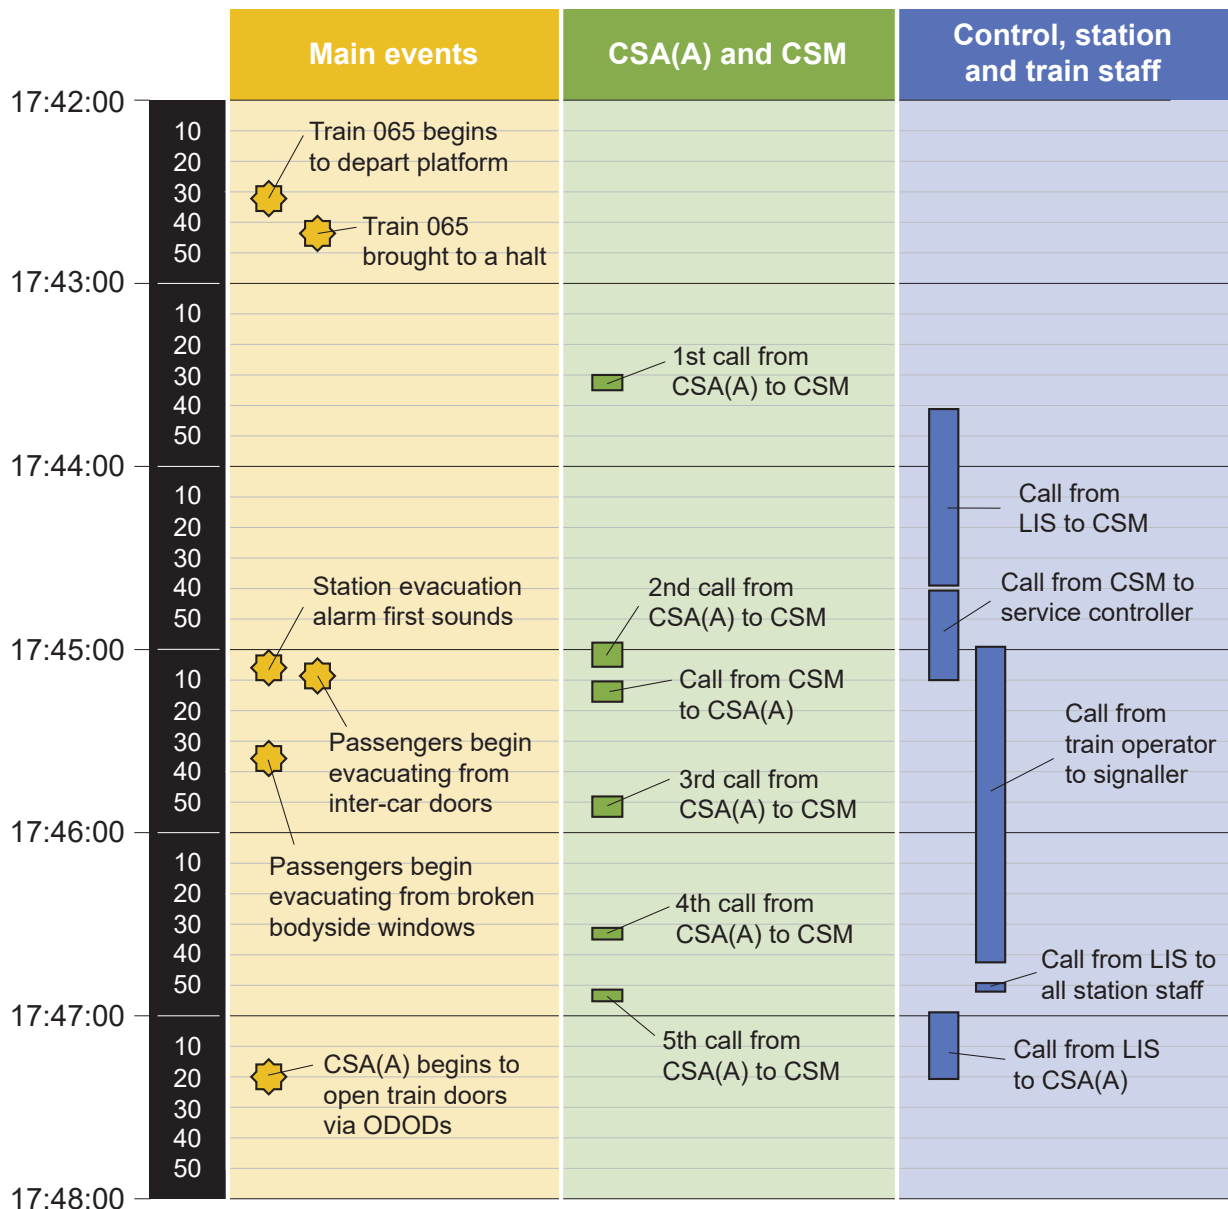 Main events
CSA(A) and CSM
Control, station
and train staff
17:42:00
10
20
30
40
50
Train 065 begins
to depart platform
Train 065
brought to a halt
17:43:00
10
20
30
40
50
1st call from
CSA(A) to CSM
17:44:00
10
20
30
40
50
Call from
LIS to CSM
Station evacuation
alarm first sounds
2nd call from
CSA(A) to CSM
Call from CSM to
service controller
17:45:00
10
20
30
40
50
Passengers begin
evacuating from
inter-car doors
Call from CSM
to CSA(A)
3rd call from
CSA(A) to CSM
Call from
train operator
to signaller
17:46:00
10
20
30
40
50
Passengers begin
evacuating from broken
bodyside windows
4th call from
CSA(A) to CSM
Call from LIS to
all station staff
17:47:00
10
20
30
40
50
CSA(A) begins to
open train doors
via ODODs
5th call from
CSA(A) to CSM
Call from LIS
to CSA(A)
17:48:00